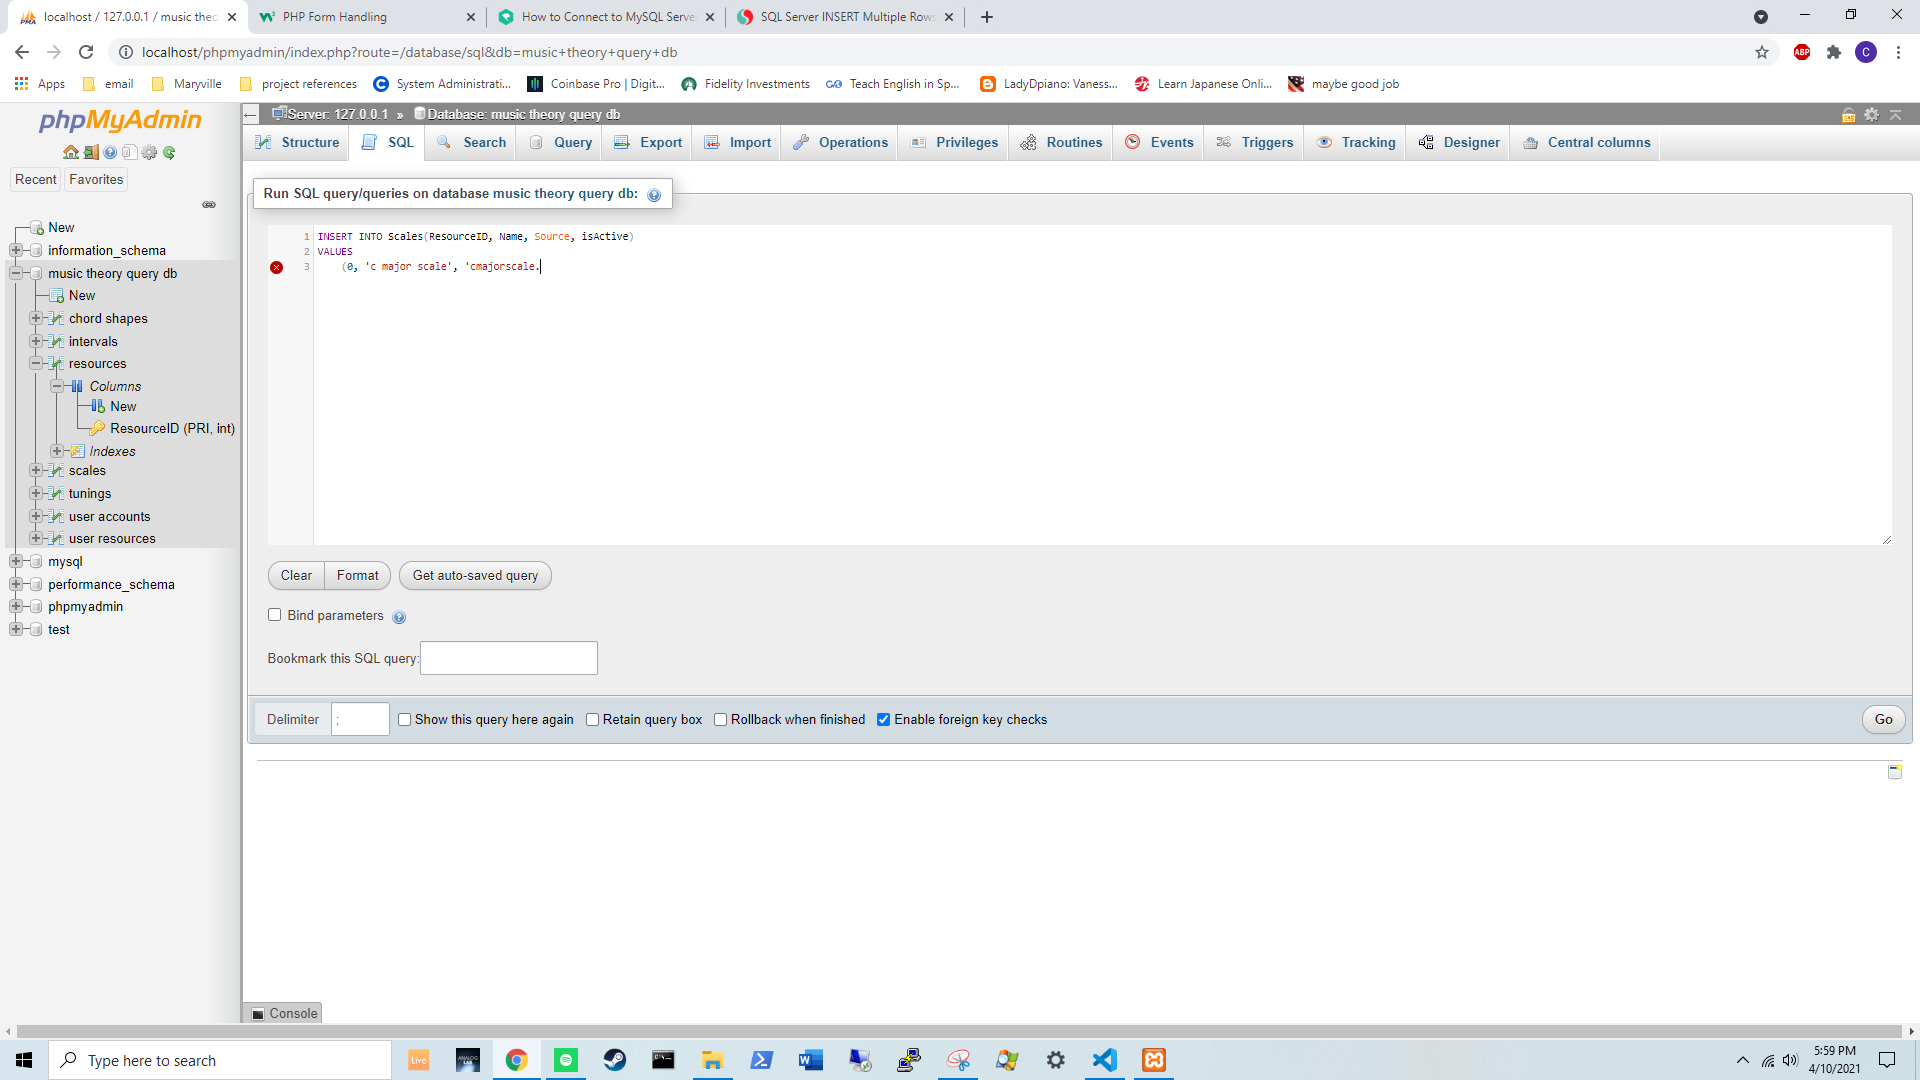 localhost / 127.0.0.1 / music theo
PHP Form Handling
How to Connect to MySQL Serve
SQL Server INSERT Multiple Rows
localhost/phpmyadmin/index.php?route=/database/sql&db=music+theory+query+db
ABP
C
Apps
email
Maryville
project references
System Administrati...
Coinbase Pro | Digit...
Fidelity Investments
Teach English in Sp...
LadyDpiano: Vaness...
Learn Japanese Onli...
maybe good job
phpMyAdmin
Recent
Favorites
New
information_schema
music theory query db
New
chord shapes
intervals
resources
Columns
New
ResourceID (PRI, int)
Indexes
scales
tunings
user accounts
user resources
mysql
performance_schema
phpmyadmin
test
Server: 127.0.0.1 » Database: music theory query db
Structure
SQL
Search
Query
Export
Import
Operations
Privileges
Routines
Events
Triggers
Tracking
Designer
Central columns
Run SQL query/queries on database music theory query db:
1 INSERT INTO Scales(ResourceID, Name, Source, isActive)
2 VALUES
3 (0, 'c major scale', 'cmajorscale.
Clear
Format
Get auto-saved query
Bind parameters
Bookmark this SQL query:
Delimiter
;
Show this query here again
Retain query box
Rollback when finished
Enable foreign key checks
Go
Console
Type here to search
Live
ANALOG LAB
5:59 PM
4/10/2021